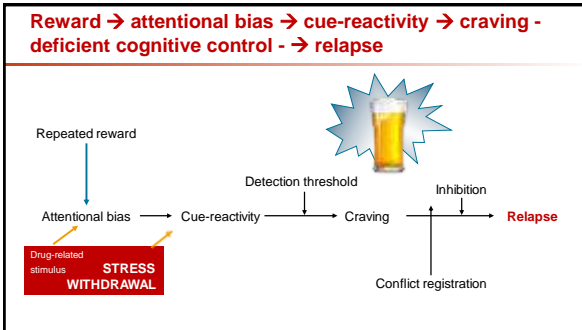 Reward → attentional bias → cue-reactivity → craving -
deficient cognitive control - → relapse
Repeated reward
Detection threshold
Inhibition
Attentional bias
Cue-reactivity
Craving
Relapse
Drug-related
stimulus
STRESS
WITHDRAWAL
Conflict registration